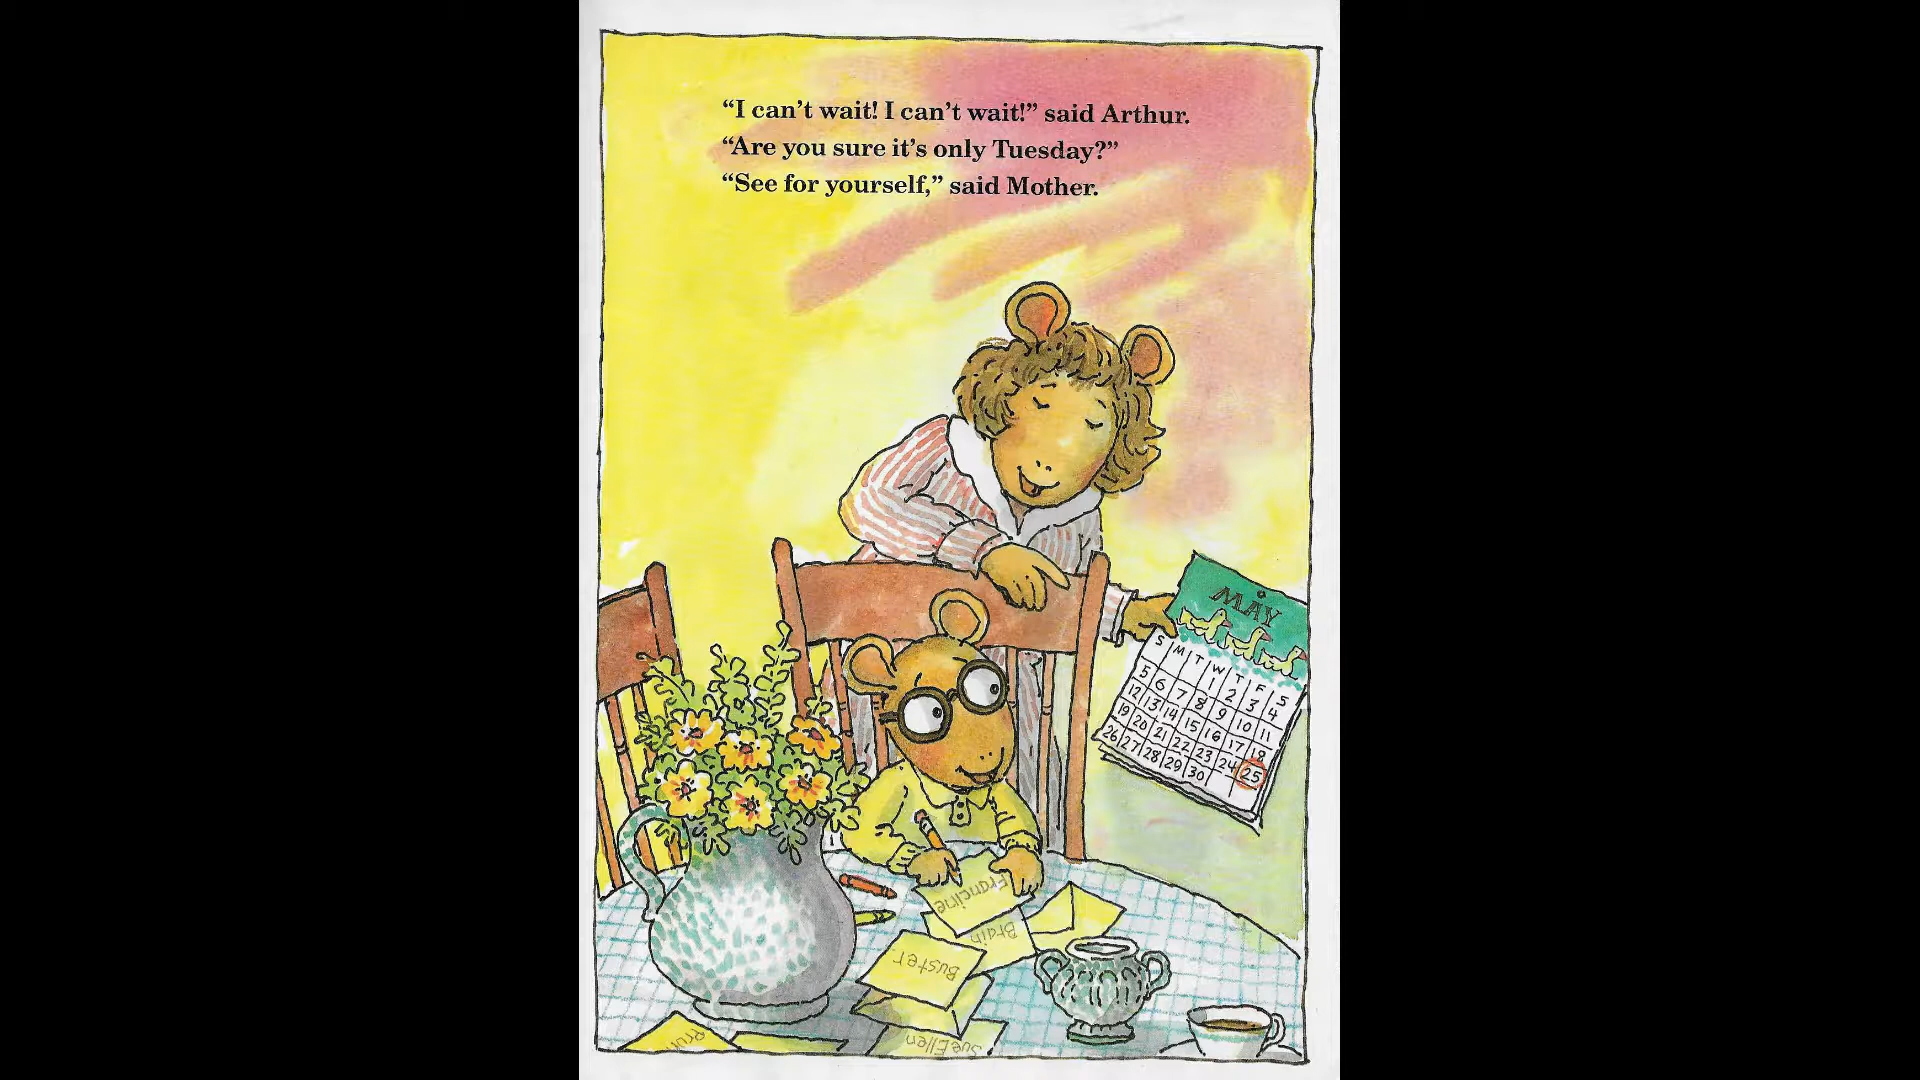 “I can’t wait! I can’t wait!” said Arthur.
“Are you sure it’s only Tuesday?”
“See for yourself,” said Mother.
MAY
S M T W T F S
1 2 3 4
5 6 7 8 9 10 11
12 13 14 15 16 17 18
19 20 21 22 23 24 25
26 27 28 29 30
Francine
Brain
Buster
Sue Ellen